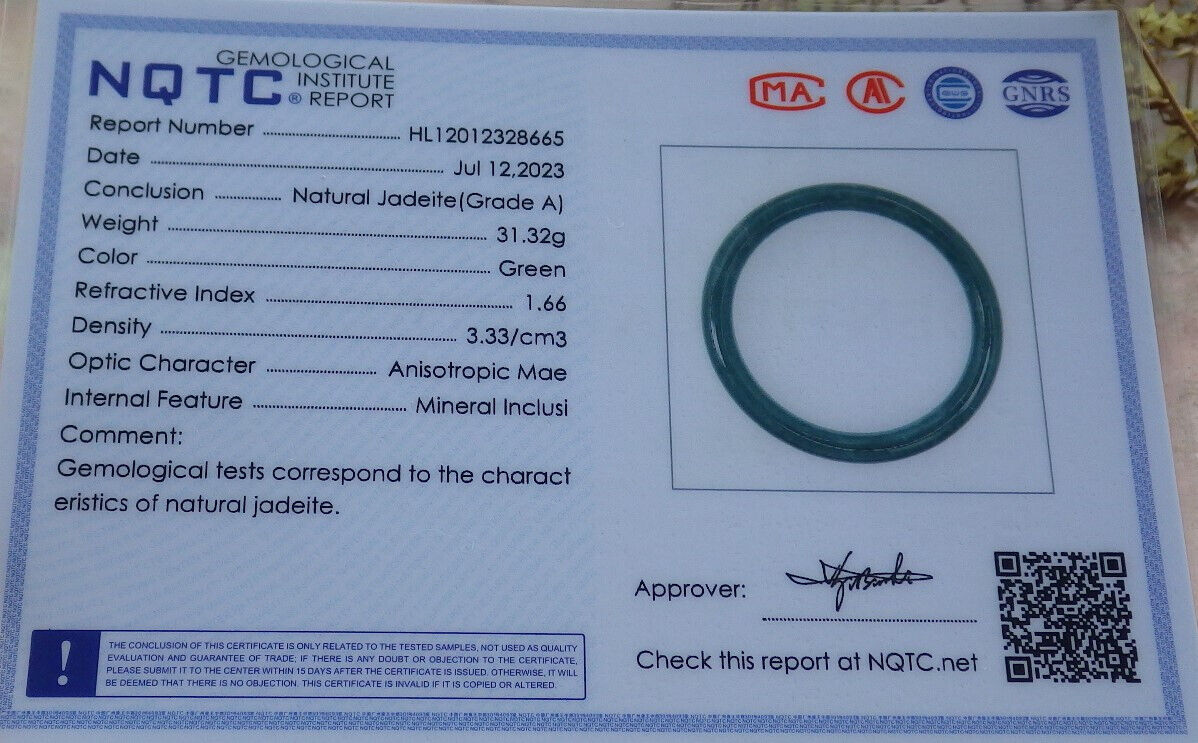 NQTC® GEMOLOGICAL INSTITUTE REPORT
MA
GNRS
Report Number HL12012328665
Date Jul 12,2023
Conclusion Natural Jadeite(Grade A)
Weight 31.32g
Color Green
Refractive Index 1.66
Density 3.33/cm3
Optic Character Anisotropic Mae
Internal Feature Mineral Inclusi
Comment:
Gemological tests correspond to the charact
eristics of natural jadeite.
Approver:
Check this report at NQTC.net
! THE CONCLUSION OF THIS CERTIFICATE IS ONLY RELATED TO THE TESTED SAMPLES, NOT USED AS QUALITY
EVALUATION AND GUARANTEE OF TRADE; IF THERE IS ANY DOUBT OR OBJECTION TO THE CERTIFICATE,
PLEASE SUBMIT IT TO THE CENTER WITHIN 15 DAYS AFTER THE CERTIFICATE IS ISSUED. OTHERWISE, IT WILL
BE DEEMED THAT THERE IS NO OBJECTION. THIS CERTIFICATE IS INVALID IF IT IS COPIED OR ALTERED.